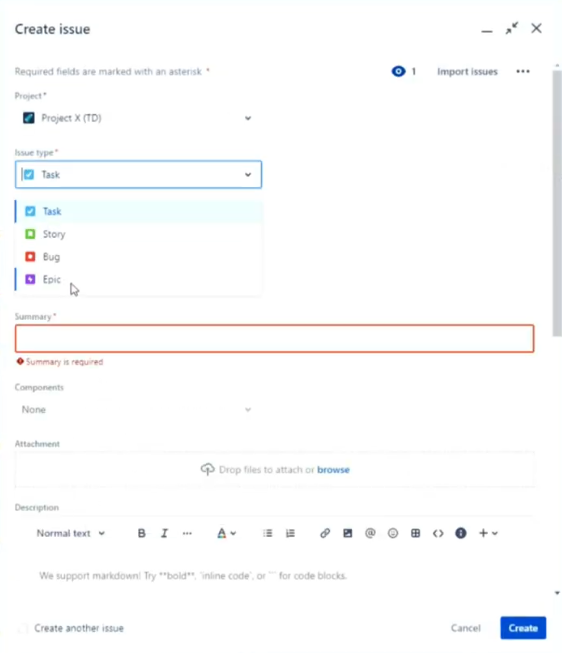 Create issue
Required fields are marked with an asterisk *
1 Import issues
Project*
Project X (TD)
Issue type*
Task
Task
Story
Bug
Epic
Summary*
Summary is required
Components
None
Attachment
Drop files to attach or browse
Description
Normal text B I A @
We support markdown! Try **bold**, `inline code`, or ``` for code blocks.
Create another issue Cancel Create